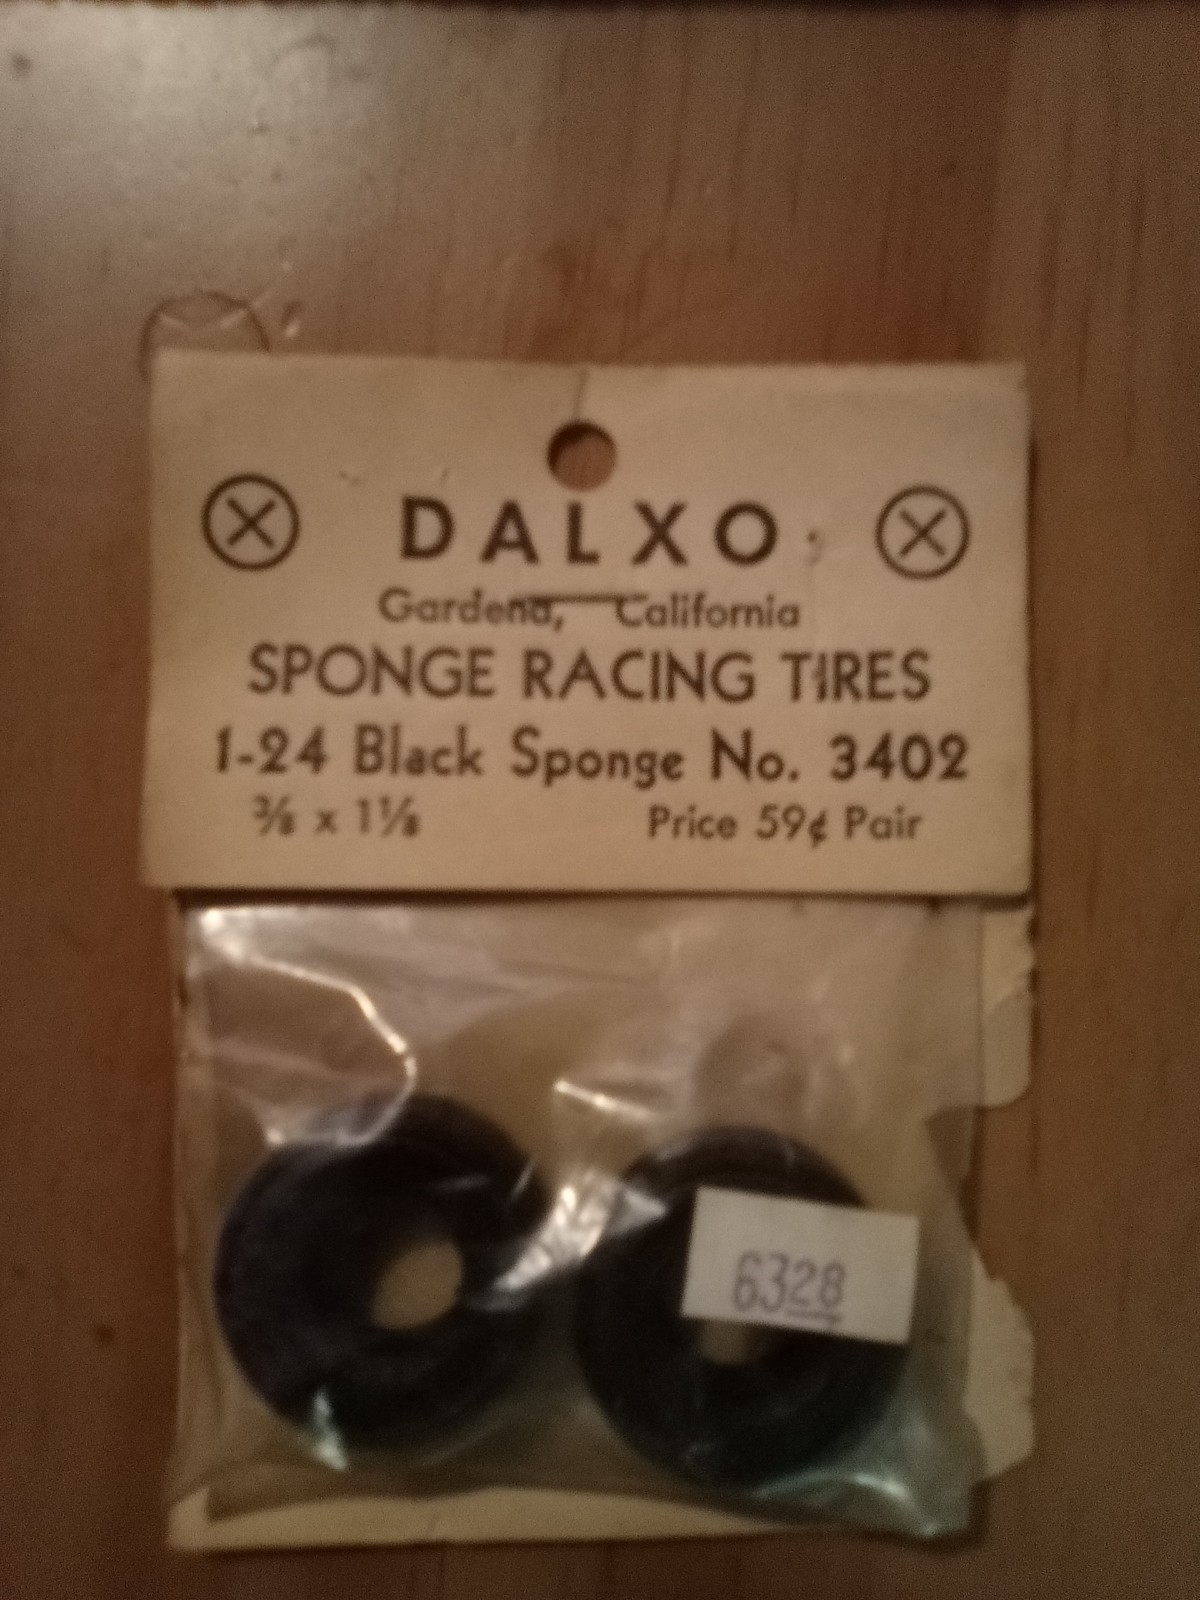 DALXO
Gardena, California
SPONGE RACING TIRES
1-24 Black Sponge No. 3402
⅜ x 1⅛ Price 59¢ Pair
6328